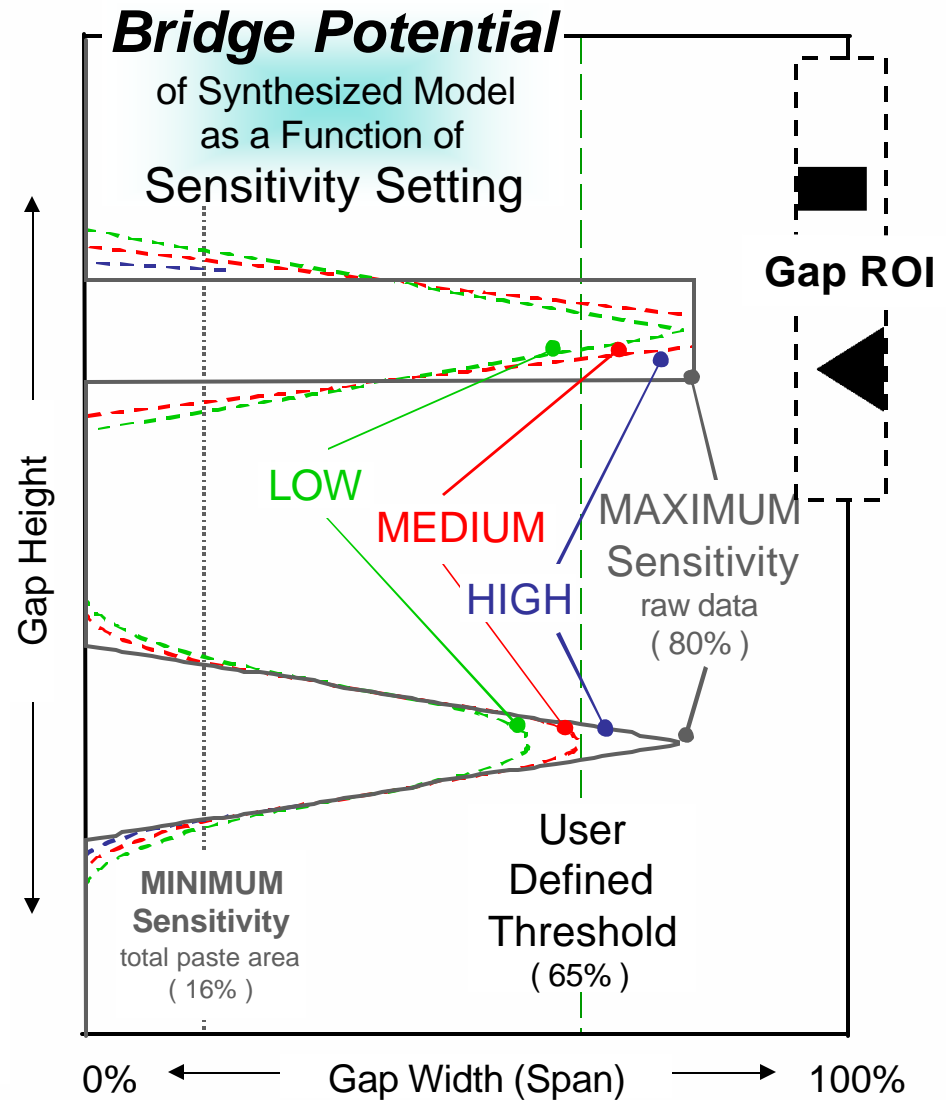 Bridge Potential
of Synthesized Model
as a Function of
Sensitivity Setting
Gap ROI
Gap Height
LOW
MEDIUM
HIGH
MAXIMUM
Sensitivity
raw data
( 80% )
User
Defined
Threshold
( 65% )
MINIMUM
Sensitivity
total paste area
( 16% )
0%
Gap Width (Span)
100%